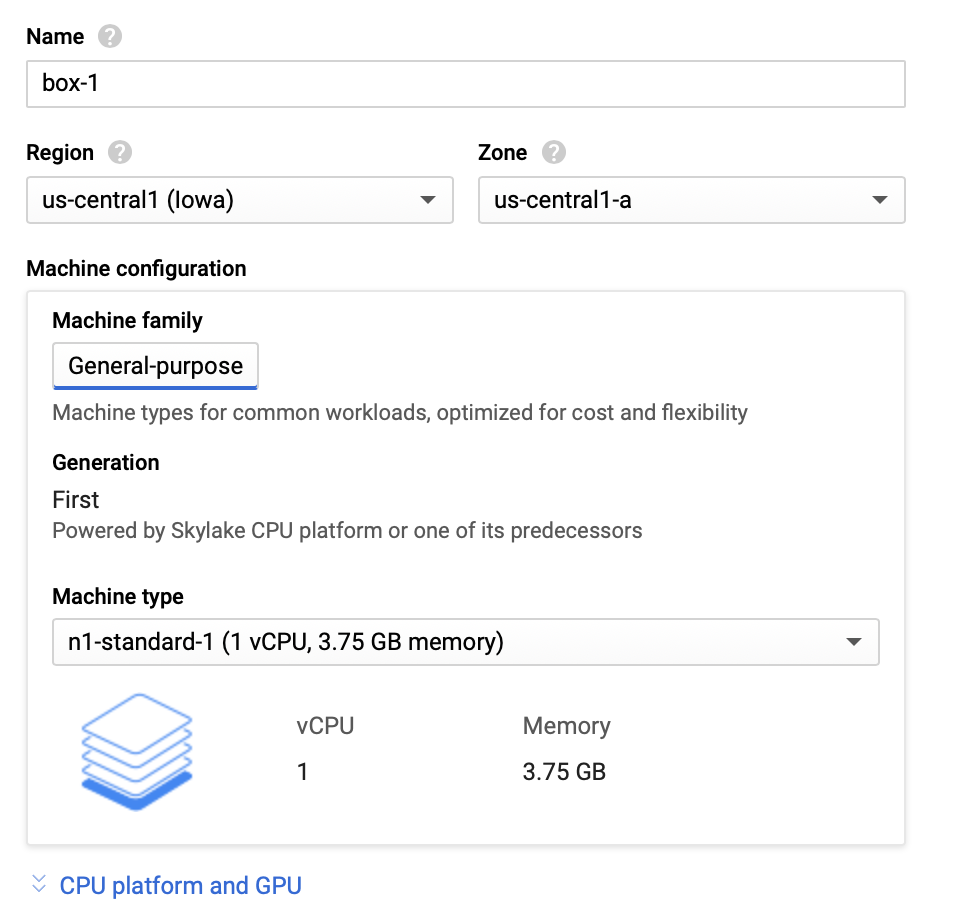 Name ?
box-1
Region ? Zone ?
us-central1 (Iowa) us-central1-a
Machine configuration
Machine family
General-purpose
Machine types for common workloads, optimized for cost and flexibility
Generation
First
Powered by Skylake CPU platform or one of its predecessors
Machine type
n1-standard-1 (1 vCPU, 3.75 GB memory)
vCPU Memory
1 3.75 GB
CPU platform and GPU